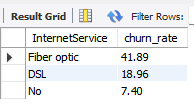 Result Grid Filter Rows:
InternetService churn_rate
Fiber optic 41.89
DSL 18.96
No 7.40